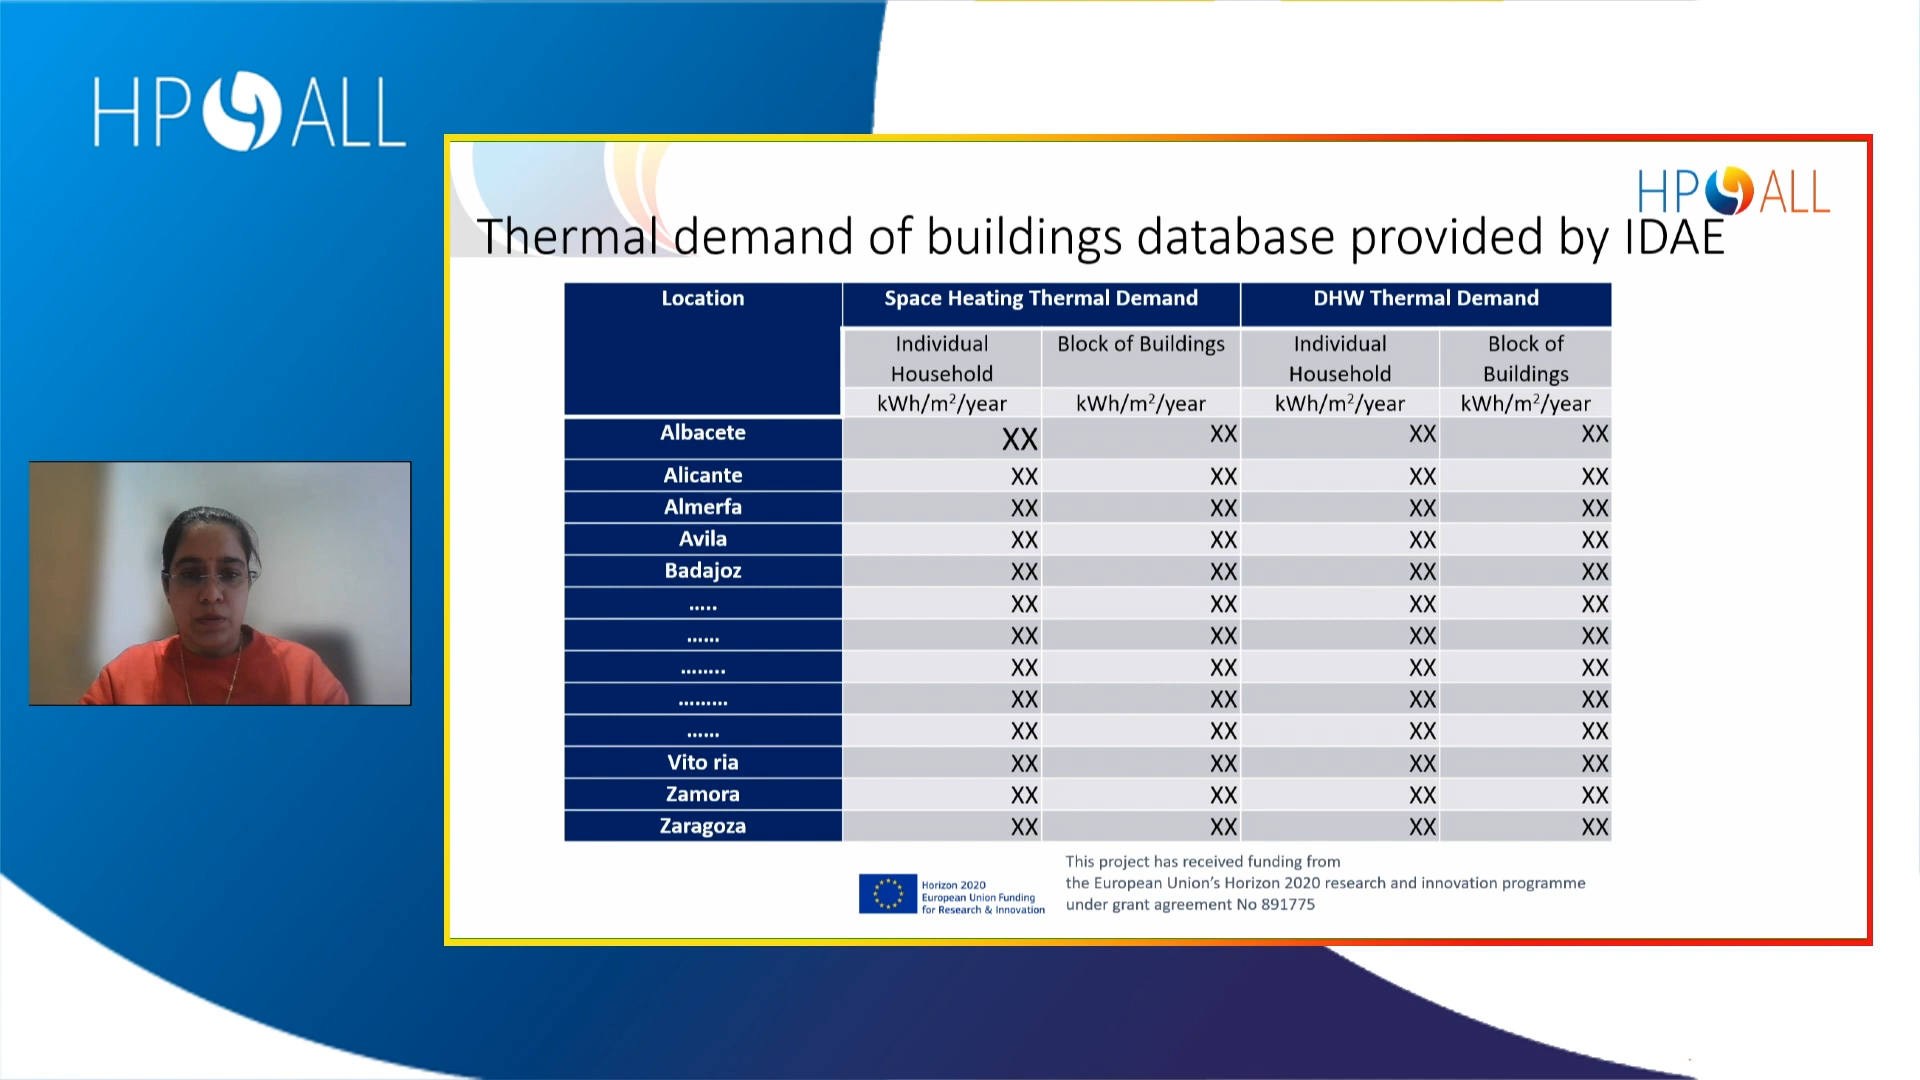 HP4ALL
HP4ALL
Thermal demand of buildings database provided by IDAE
Location Space Heating Thermal Demand DHW Thermal Demand
Individual Household Block of Buildings Individual Household Block of Buildings
kWh/m²/year kWh/m²/year kWh/m²/year kWh/m²/year
Albacete XX XX XX XX
Alicante XX XX XX XX
Almerfa XX XX XX XX
Avila XX XX XX XX
Badajoz XX XX XX XX
..... XX XX XX XX
...... XX XX XX XX
........ XX XX XX XX
......... XX XX XX XX
...... XX XX XX XX
Vito ria XX XX XX XX
Zamora XX XX XX XX
Zaragoza XX XX XX XX
Horizon 2020
European Union Funding
for Research & Innovation
This project has received funding from
the European Union's Horizon 2020 research and innovation programme
under grant agreement No 891775